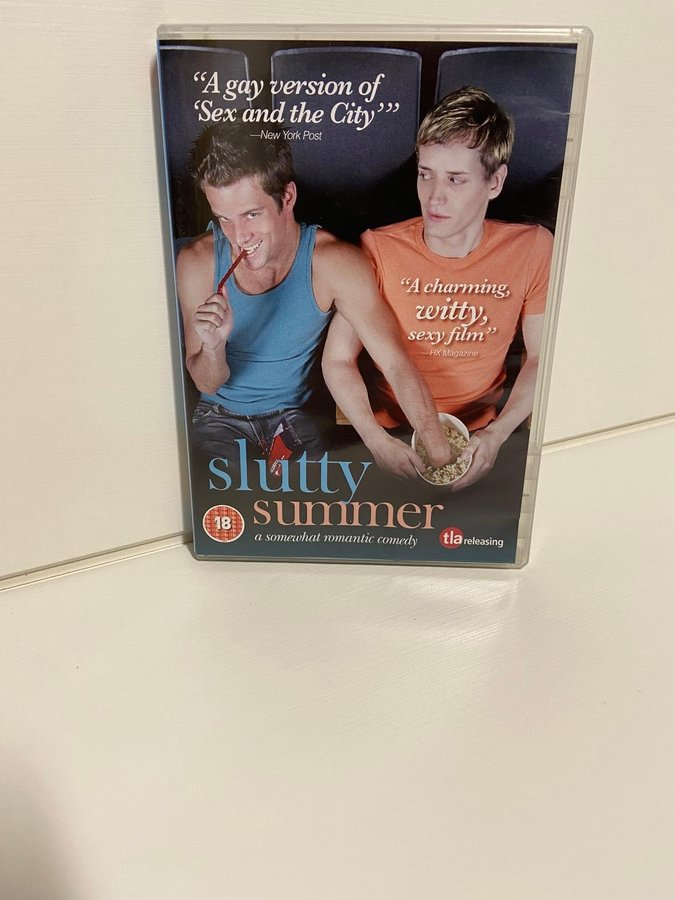 “A gay version of
‘Sex and the City’”
—New York Post
“A charming,
witty,
sexy film”
—HX Magazine
slutty
summer
18
a somewhat romantic comedy
tla releasing